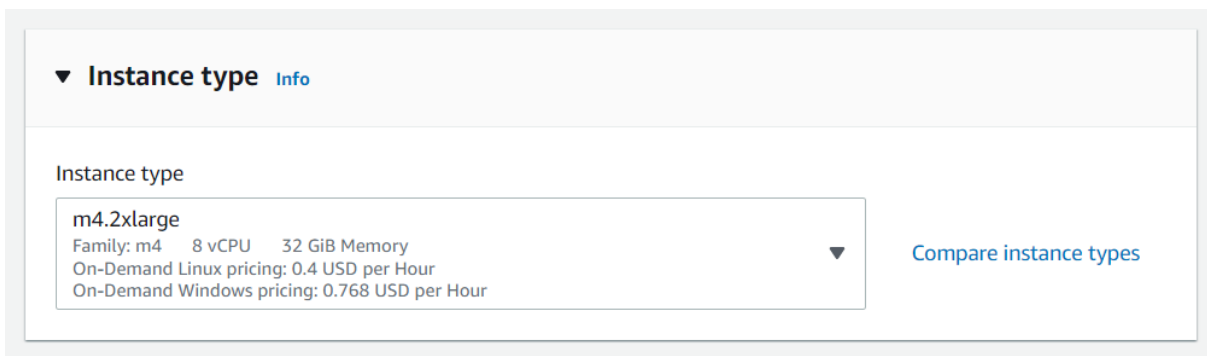 Instance type Info
Instance type
m4.2xlarge
Family: m4 8 vCPU 32 GiB Memory
On-Demand Linux pricing: 0.4 USD per Hour
On-Demand Windows pricing: 0.768 USD per Hour
Compare instance types